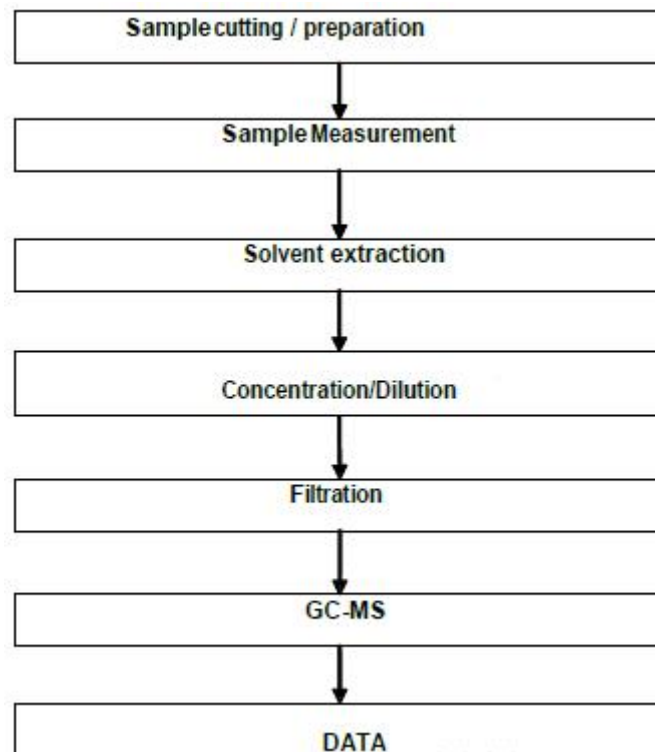 Sample cutting / preparation
Sample Measurement
Solvent extraction
Concentration/Dilution
Filtration
GC-MS
DATA